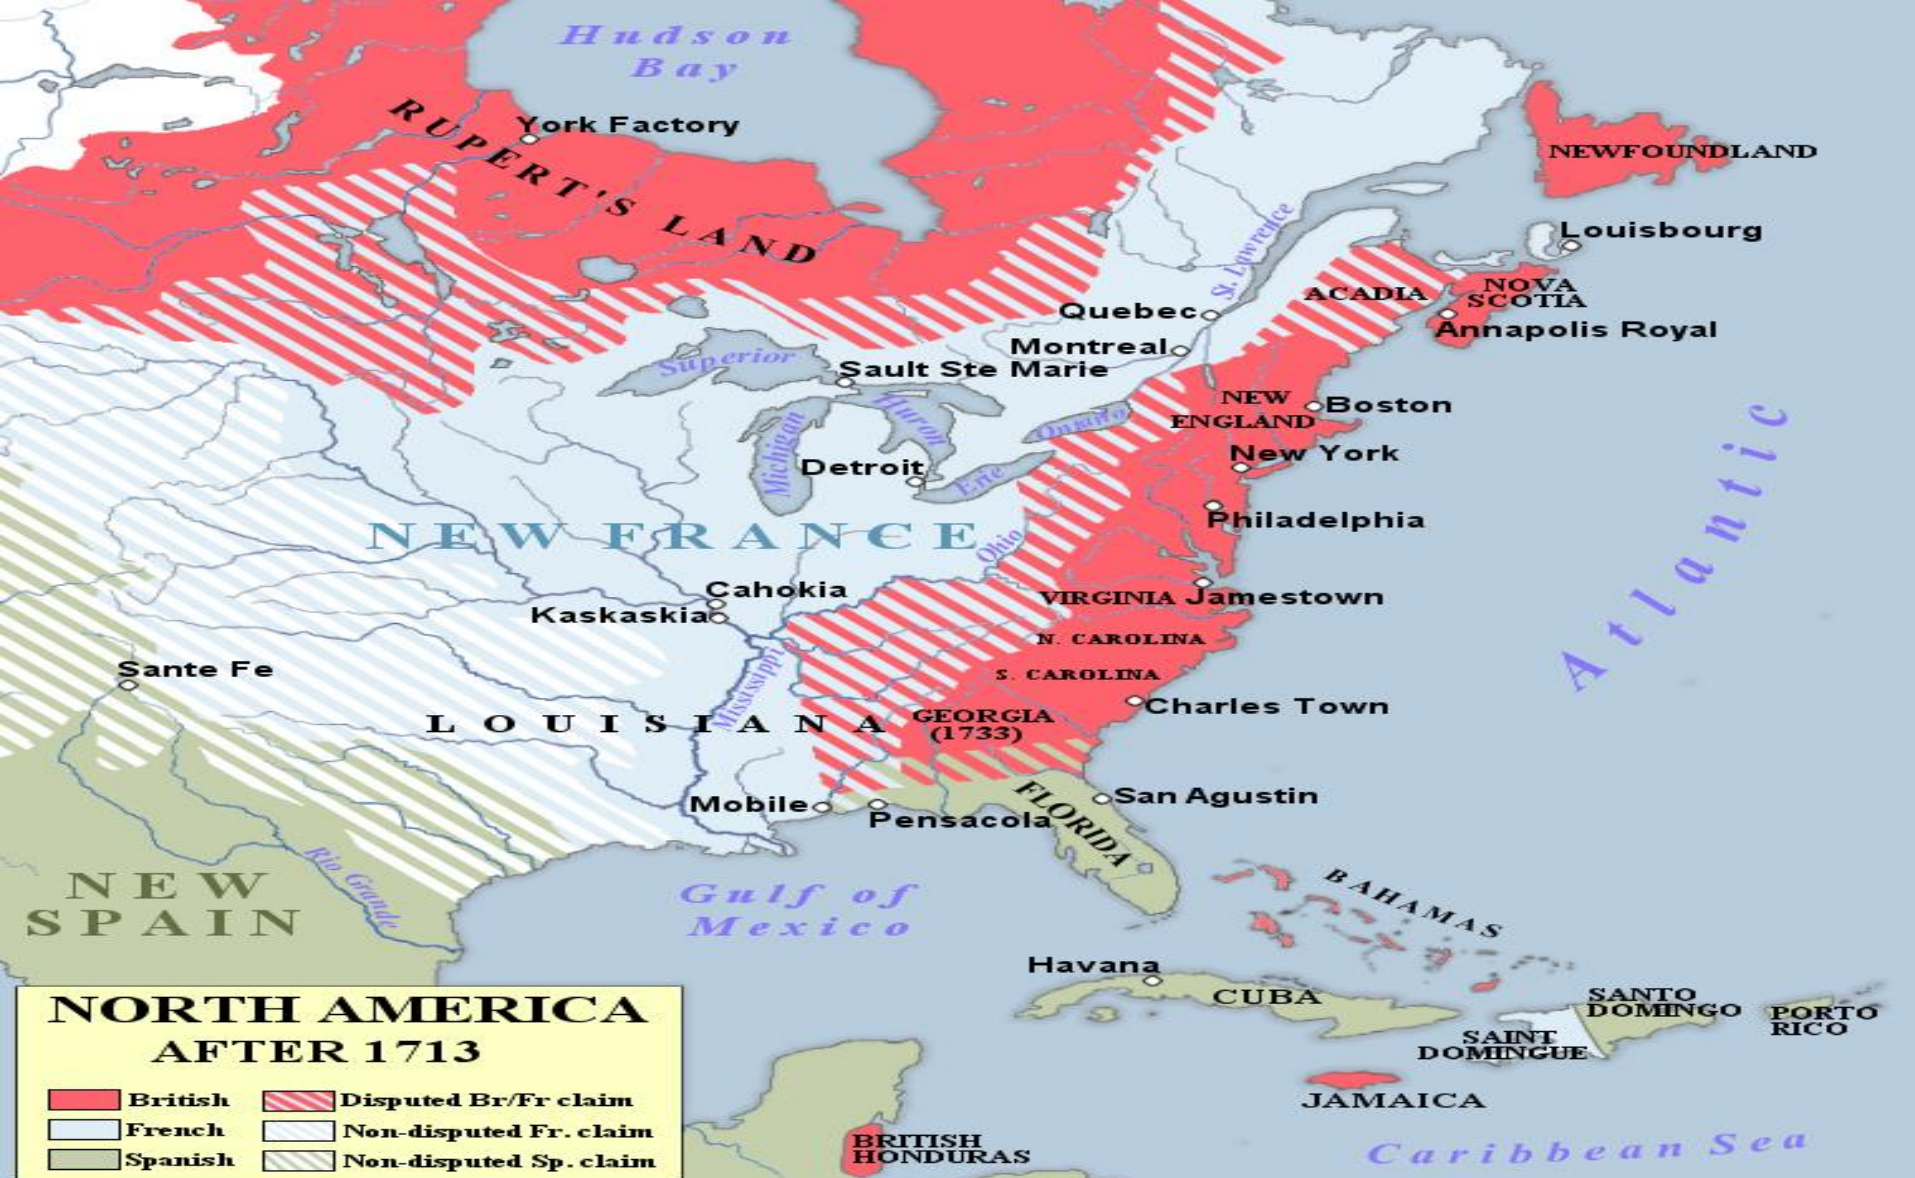 Hudson
Bay
York Factory
RUPERT'S LAND
NEWFOUNDLAND
St. Lawrence
Louisbourg
NOVA
SCOTIA
ACADIA
Annapolis Royal
Quebec
Montreal
Superior
Sault Ste Marie
Huron
Michigan
Ontario
Erie
Detroit
NEW
ENGLAND
Boston
New York
Philadelphia
Atlantic
NEW FRANCE
Ohio
Cahokia
Kaskaskia
VIRGINIA
Jamestown
N. CAROLINA
S. CAROLINA
Charles Town
Sante Fe
Mississippi
LOUISIANA
GEORGIA
(1733)
Mobile
Pensacola
San Agustin
FLORIDA
Rio Grande
NEW
SPAIN
Gulf of
Mexico
BAHAMAS
Havana
CUBA
SANTO
DOMINGO
PORTO
RICO
SAINT
DOMINGUE
JAMAICA
BRITISH
HONDURAS
Caribbean Sea
NORTH AMERICA
AFTER 1713
British
Disputed Br/Fr claim
French
Non-disputed Fr. claim
Spanish
Non-disputed Sp. claim